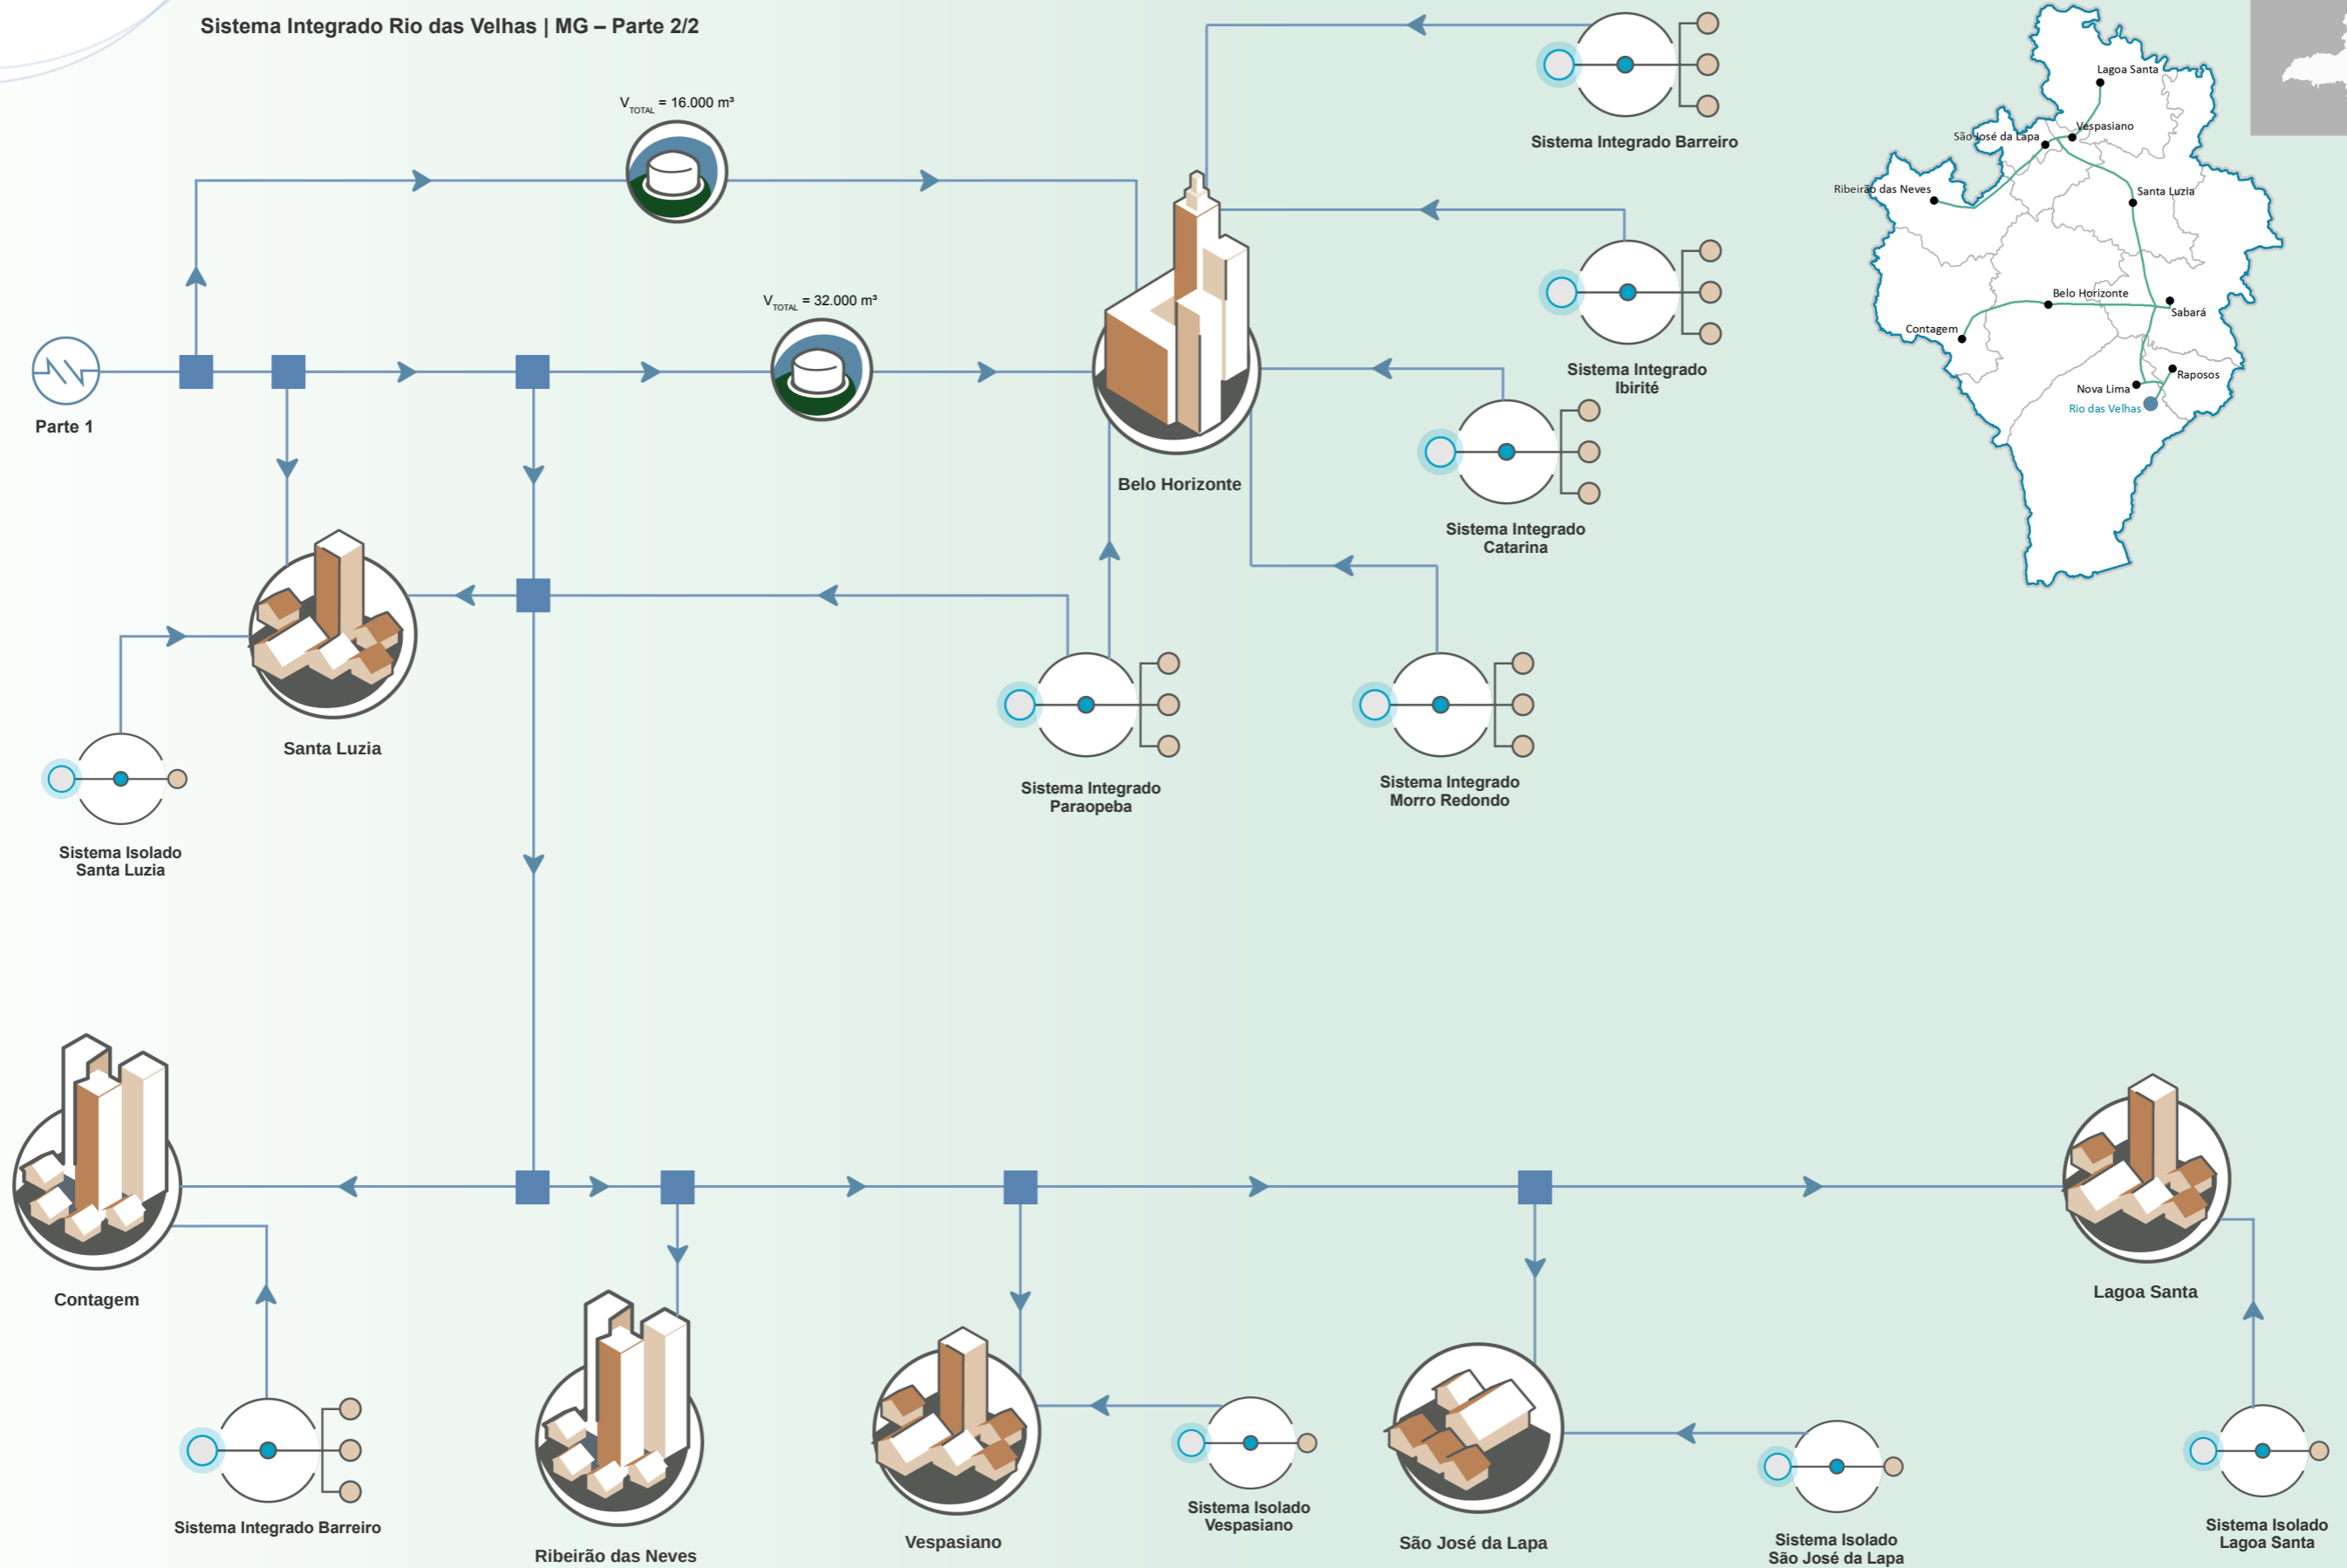 Sistema Integrado Rio das Velhas | MG – Parte 2/2
VTOTAL = 16.000 m³
Sistema Integrado Barreiro
Lagoa Santa
Vespasiano
São José da Lapa
Ribeirão das Neves
Santa Luzia
Belo Horizonte
Sabará
Contagem
Raposos
Nova Lima
Rio das Velhas
VTOTAL = 32.000 m³
Sistema Integrado
Ibirité
Parte 1
Belo Horizonte
Sistema Integrado
Catarina
Santa Luzia
Sistema Integrado
Paraopeba
Sistema Integrado
Morro Redondo
Sistema Isolado
Santa Luzia
Contagem
Lagoa Santa
Sistema Integrado Barreiro
Ribeirão das Neves
Vespasiano
Sistema Isolado
Vespasiano
São José da Lapa
Sistema Isolado
São José da Lapa
Sistema Isolado
Lagoa Santa